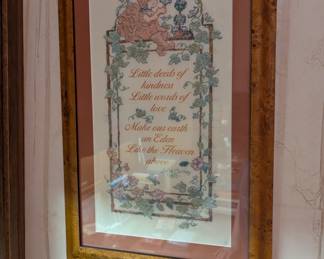 Little deeds of
kindness
Little words of
love
Make our earth
an Eden
Like the Heaven
above